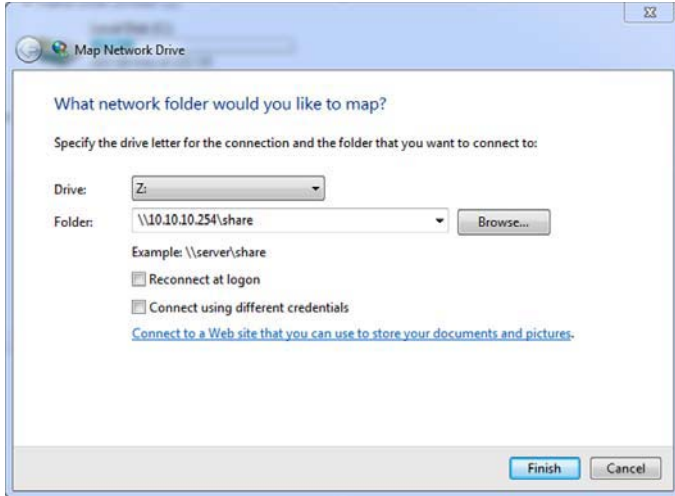 Map Network Drive
What network folder would you like to map?
Specify the drive letter for the connection and the folder that you want to connect to:
Drive: Z:
Folder: \\10.10.10.254\share Browse...
Example: \\server\share
Reconnect at logon
Connect using different credentials
Connect to a Web site that you can use to store your documents and pictures.
Finish Cancel